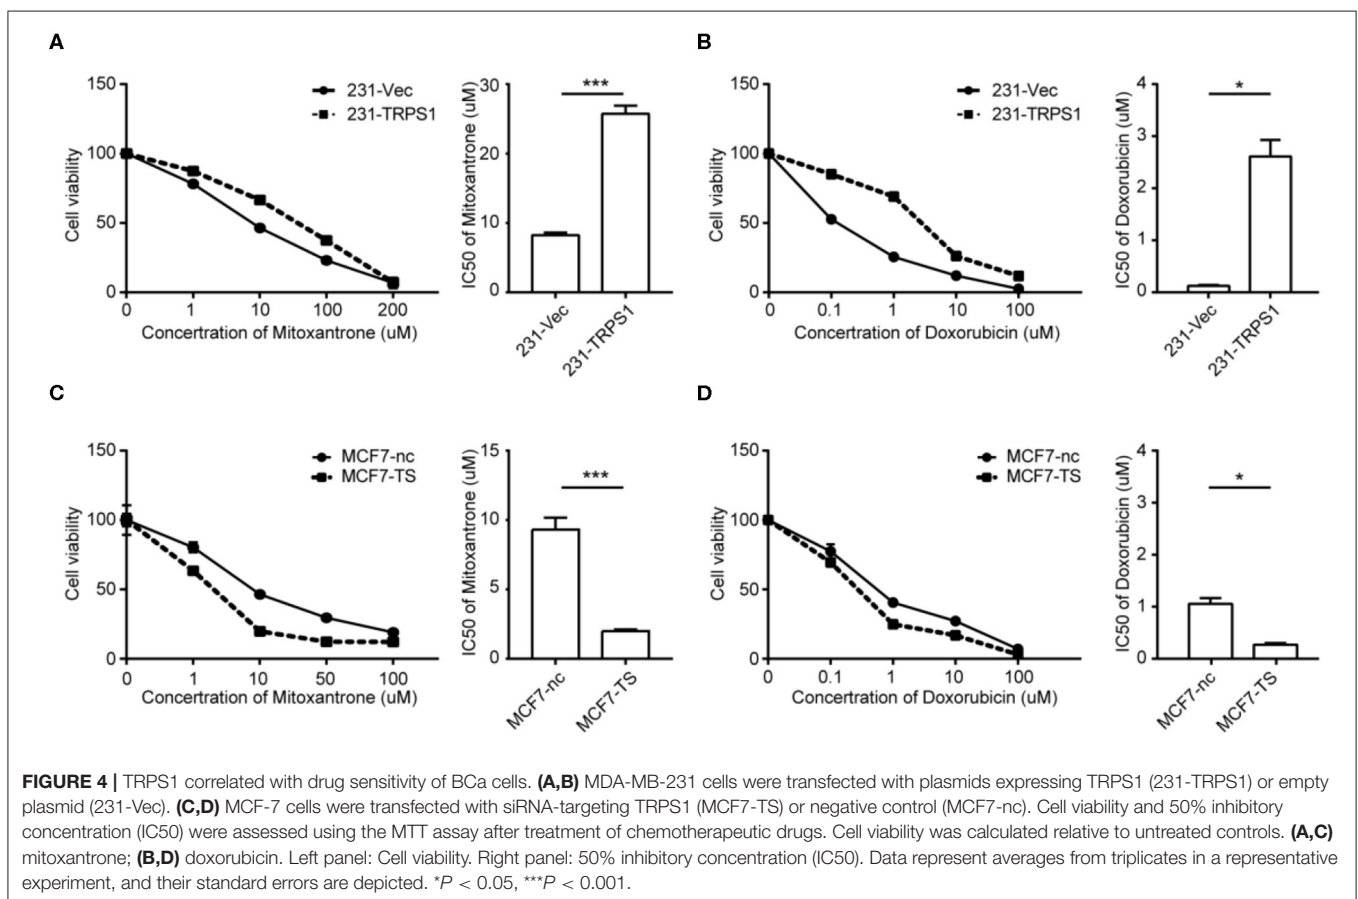 A
150
100
50
0
Cell viability
231-Vec
231-TRPS1
0 1 10 100 200
Concertration of Mitoxantrone (uM)
30
20
10
0
IC50 of Mitoxantrone (uM)
***
231-Vec
231-TRPS1
B
150
100
50
0
Cell viability
231-Vec
231-TRPS1
0 0.1 1 10 100
Concertration of Doxorubicin (uM)
4
3
2
1
0
IC50 of Doxorubicin (uM)
*
231-Vec
231-TRPS1
C
150
100
50
0
Cell viability
MCF7-nc
MCF7-TS
0 1 10 50 100
Concertration of Mitoxantrone (uM)
15
10
5
0
IC50 of Mitoxantrone (uM)
***
MCF7-nc
MCF7-TS
D
150
100
50
0
Cell viability
MCF7-nc
MCF7-TS
0 0.1 1 10 100
Concertration of Doxorubicin (uM)
4
3
2
1
0
IC50 of Doxorubicin (uM)
*
MCF7-nc
MCF7-TS
FIGURE 4 | TRPS1 correlated with drug sensitivity of BCa cells. (A,B) MDA-MB-231 cells were transfected with plasmids expressing TRPS1 (231-TRPS1) or empty
plasmid (231-Vec). (C,D) MCF-7 cells were transfected with siRNA-targeting TRPS1 (MCF7-TS) or negative control (MCF7-nc). Cell viability and 50% inhibitory
concentration (IC50) were assessed using the MTT assay after treatment of chemotherapeutic drugs. Cell viability was calculated relative to untreated controls. (A,C)
mitoxantrone; (B,D) doxorubicin. Left panel: Cell viability. Right panel: 50% inhibitory concentration (IC50). Data represent averages from triplicates in a representative
experiment, and their standard errors are depicted. *P < 0.05, ***P < 0.001.